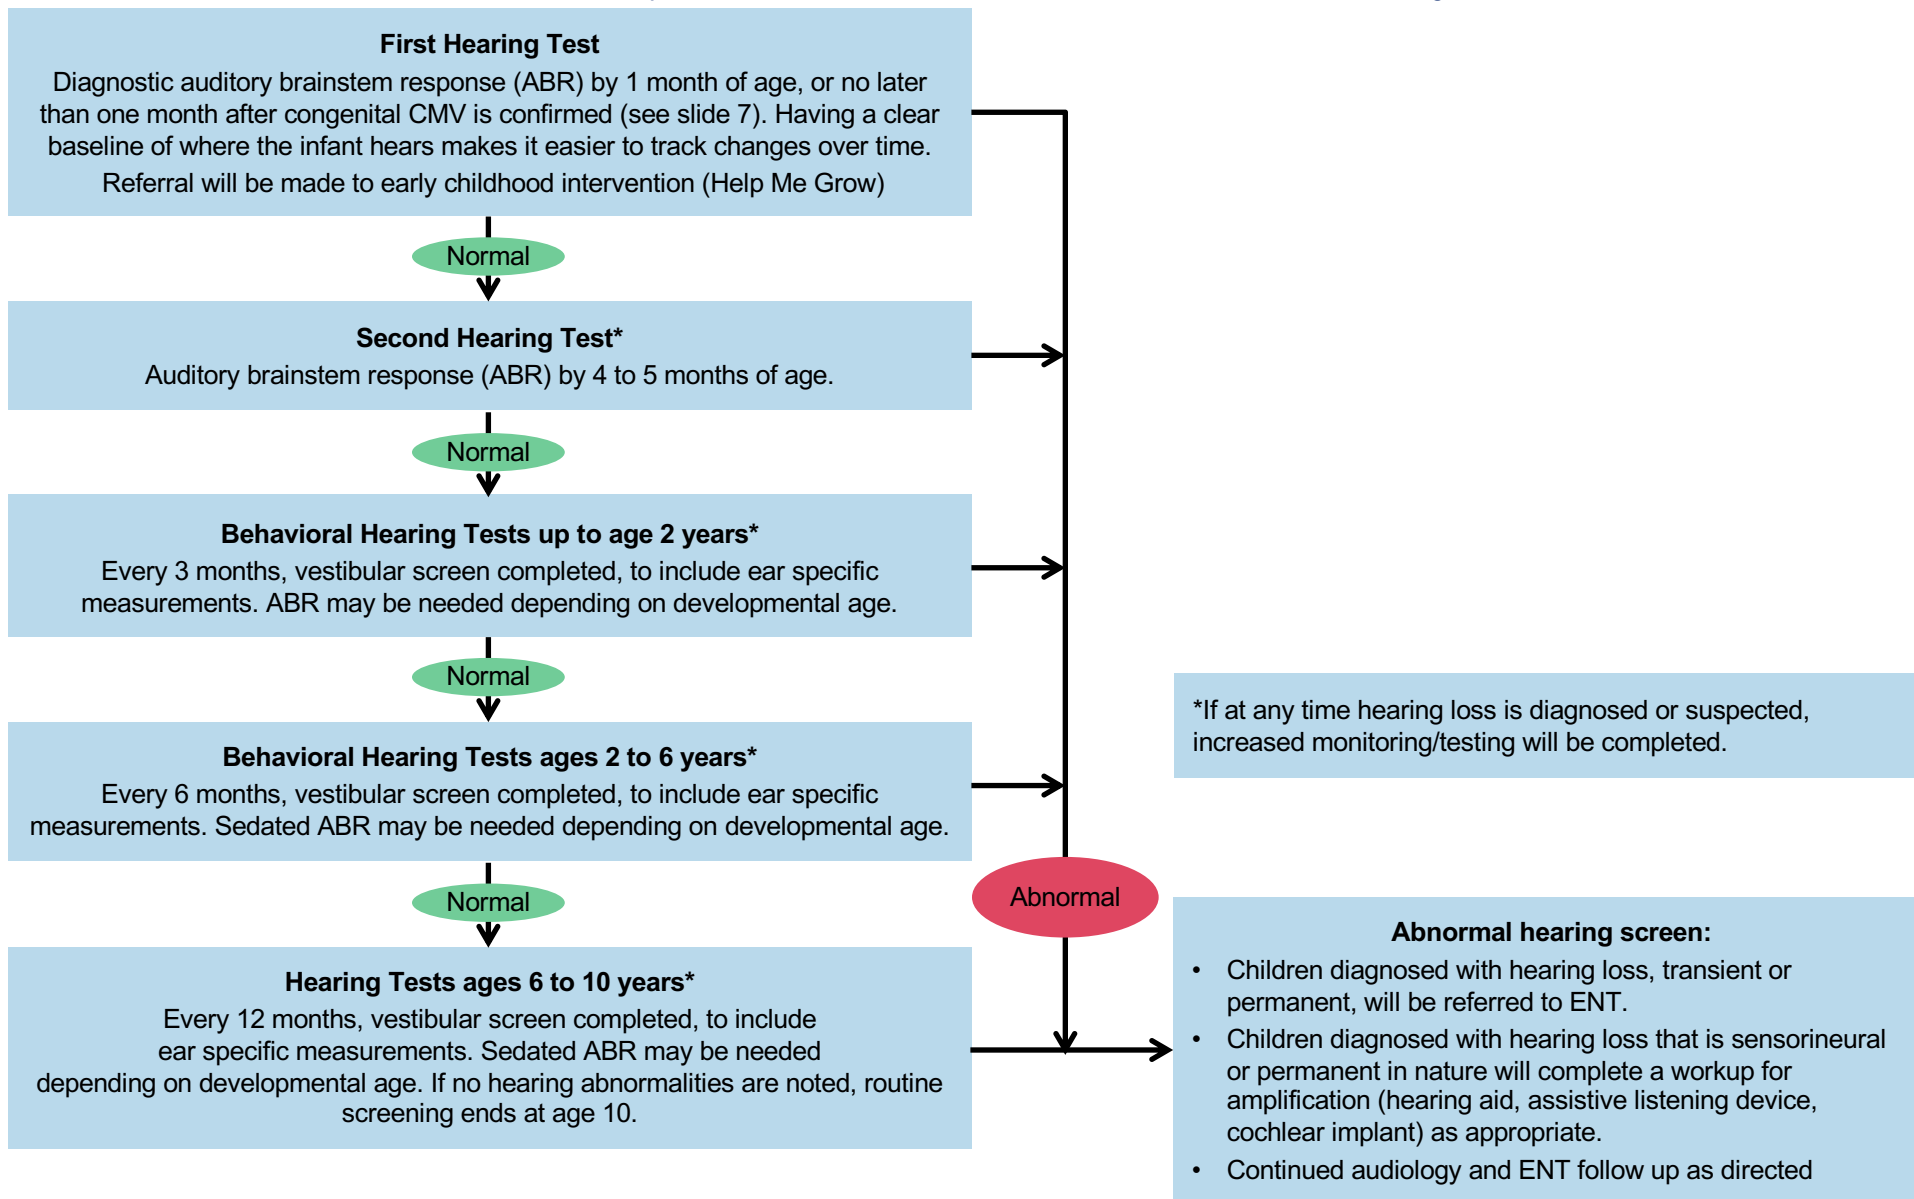 First Hearing Test
Diagnostic auditory brainstem response (ABR) by 1 month of age, or no later
than one month after congenital CMV is confirmed (see slide 7). Having a clear
baseline of where the infant hears makes it easier to track changes over time.
Referral will be made to early childhood intervention (Help Me Grow)
Normal
Second Hearing Test*
Auditory brainstem response (ABR) by 4 to 5 months of age.
Normal
Behavioral Hearing Tests up to age 2 years*
Every 3 months, vestibular screen completed, to include ear specific
measurements. ABR may be needed depending on developmental age.
Normal
Behavioral Hearing Tests ages 2 to 6 years*
Every 6 months, vestibular screen completed, to include ear specific
measurements. Sedated ABR may be needed depending on developmental age.
Normal
Hearing Tests ages 6 to 10 years*
Every 12 months, vestibular screen completed, to include
ear specific measurements. Sedated ABR may be needed
depending on developmental age. If no hearing abnormalities are noted, routine
screening ends at age 10.
*If at any time hearing loss is diagnosed or suspected,
increased monitoring/testing will be completed.
Abnormal
Abnormal hearing screen:
• Children diagnosed with hearing loss, transient or
permanent, will be referred to ENT.
• Children diagnosed with hearing loss that is sensorineural
or permanent in nature will complete a workup for
amplification (hearing aid, assistive listening device,
cochlear implant) as appropriate.
• Continued audiology and ENT follow up as directed